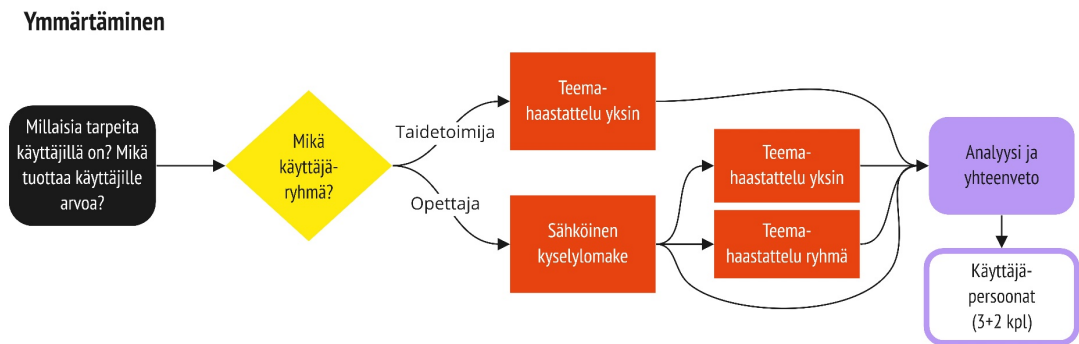 Ymmärtäminen
Millaisia tarpeita
käyttäjillä on? Mikä
tuottaa käyttäjille
arvoa?
Mikä
käyttäjä-
ryhmä?
Taidetoimija
Opettaja
Teema-
haastattelu yksin
Sähköinen
kyselylomake
Teema-
haastattelu yksin
Teema-
haastattelu ryhmä
Analyysi ja
yhteenveto
Käyttäjä-
persoonat
(3+2 kpl)